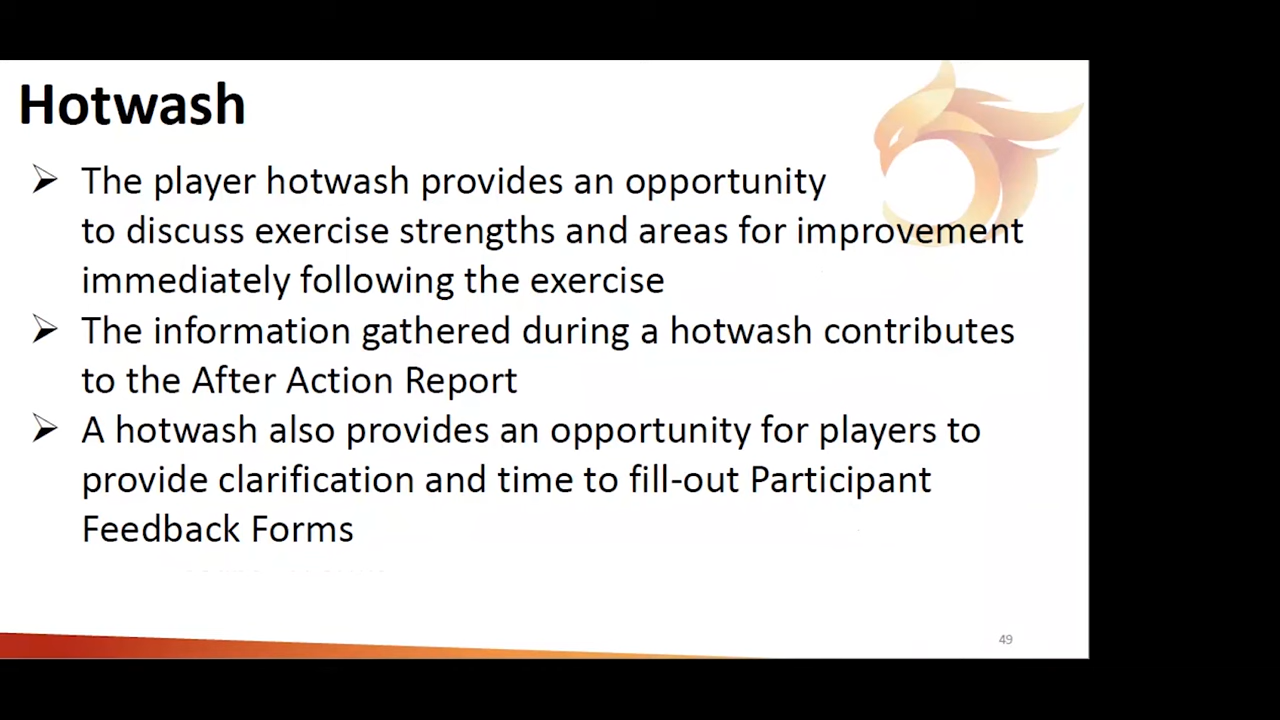 Hotwash
➢ The player hotwash provides an opportunity
to discuss exercise strengths and areas for improvement
immediately following the exercise
➢ The information gathered during a hotwash contributes
to the After Action Report
➢ A hotwash also provides an opportunity for players to
provide clarification and time to fill-out Participant
Feedback Forms
49